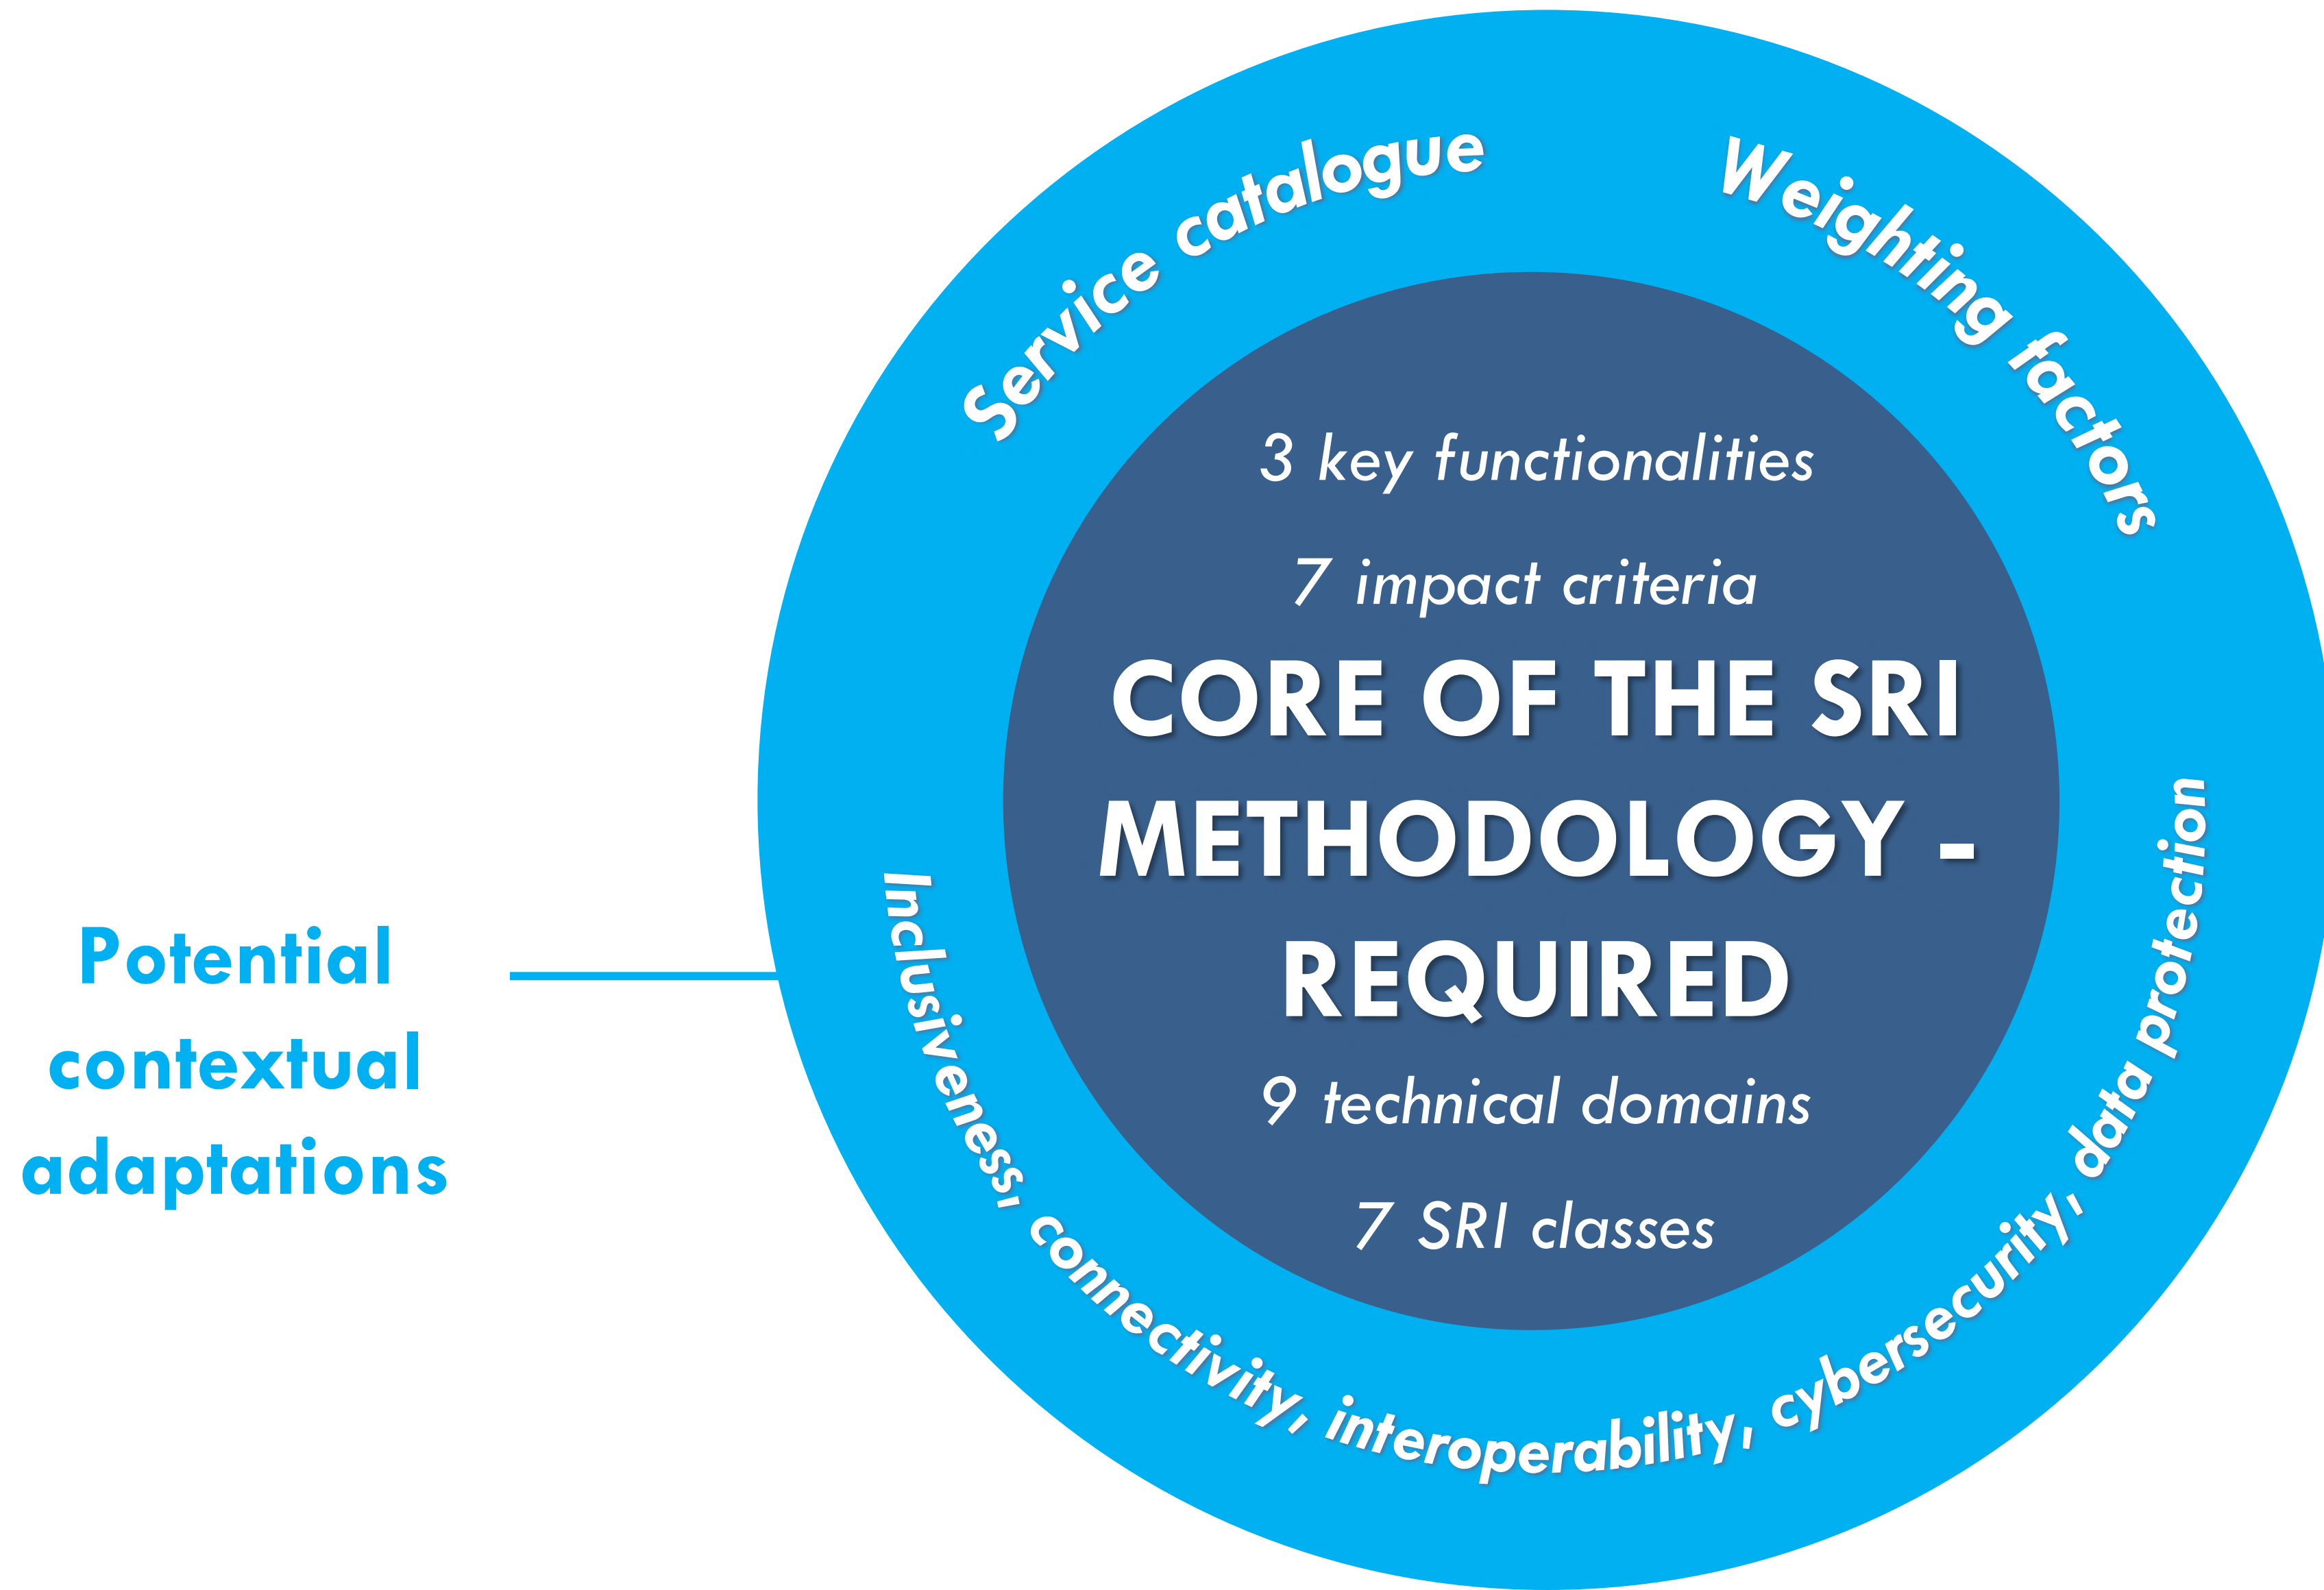 Service catalogue
Weighting factors
3 key functionalities
7 impact criteria
CORE OF THE SRI
METHODOLOGY -
REQUIRED
9 technical domains
7 SRI classes
Inclusiveness, connectivity, interoperability, cybersecurity, data protection
Potential
contextual
adaptations